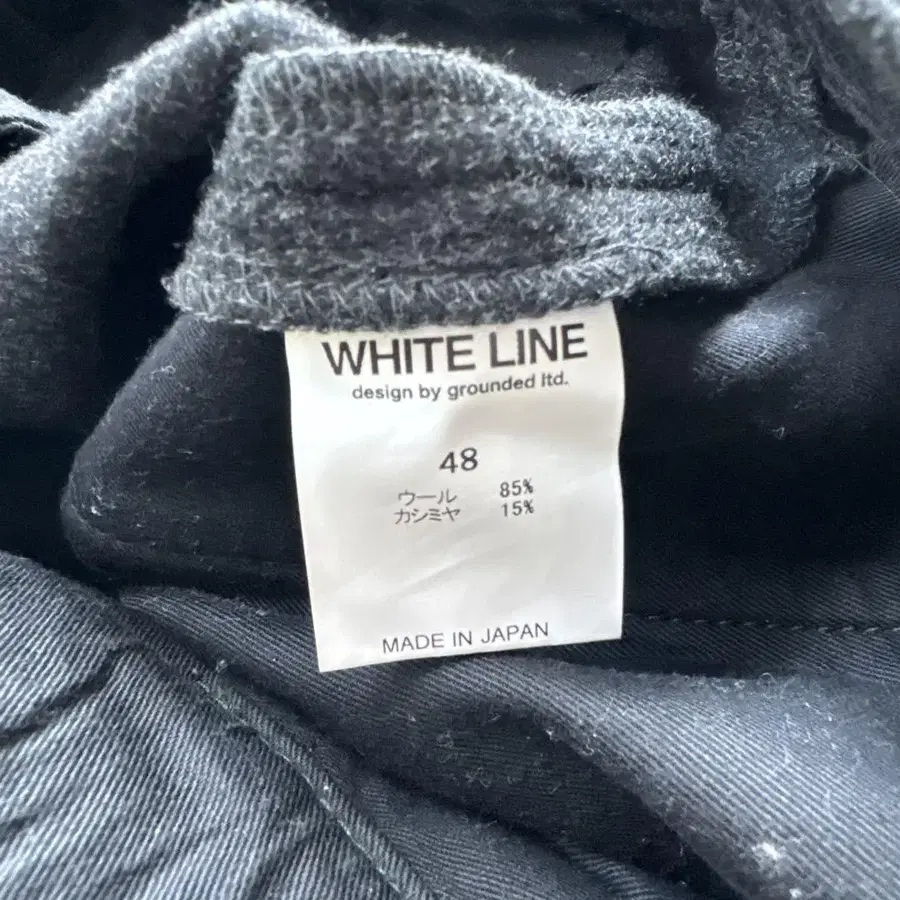 WHITE LINE
design by grounded ltd.
48
ウール 85%
カシミヤ 15%
MADE IN JAPAN